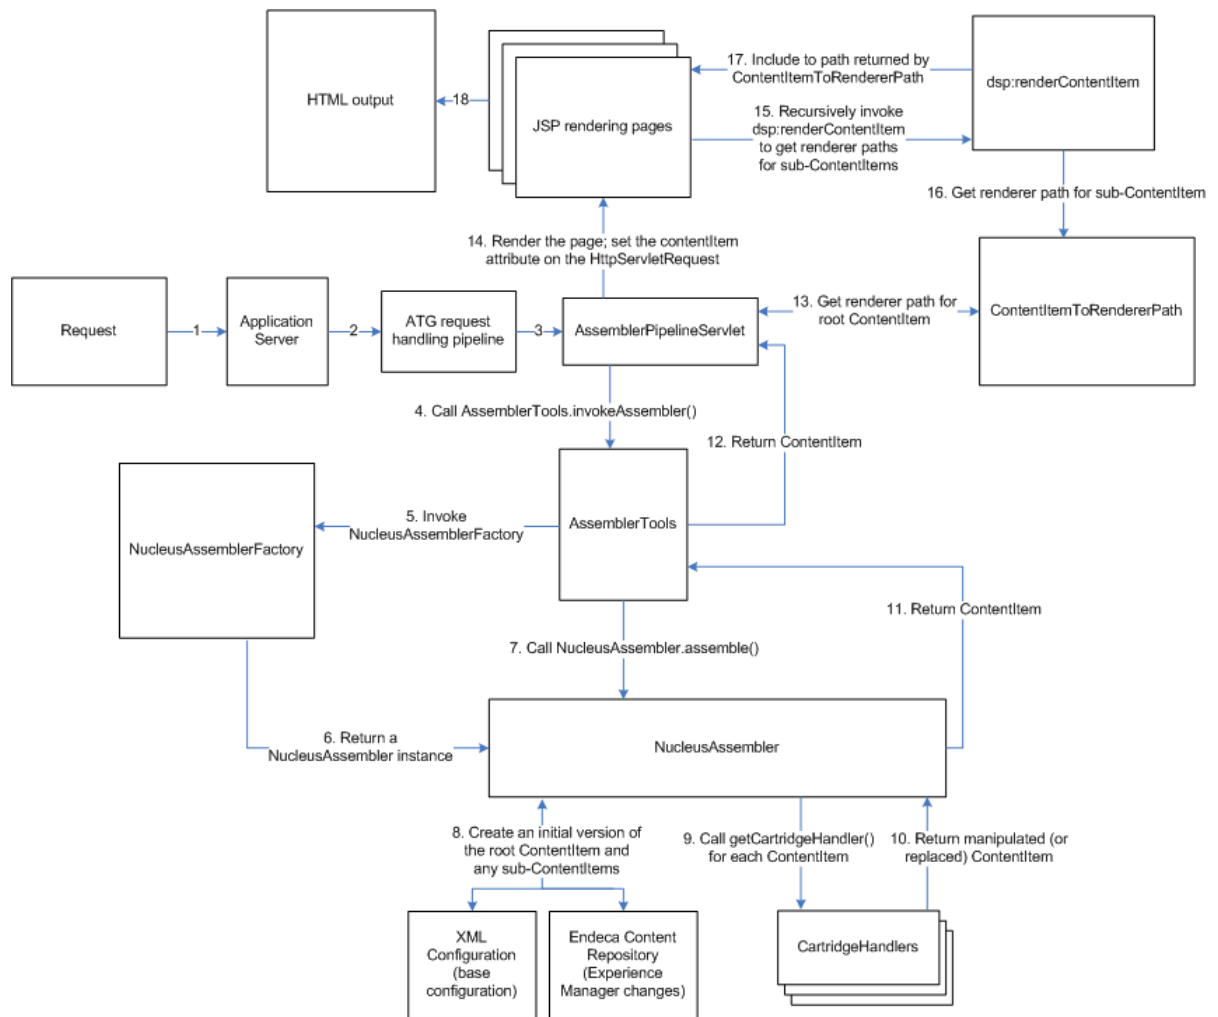 17. Include to path returned by
ContentItemToRendererPath
HTML output
18
JSP rendering pages
dsp:renderContentItem
15. Recursively invoke
dsp:renderContentItem
to get renderer paths
for sub-ContentItems
16. Get renderer path for sub-ContentItem
14. Render the page; set the contentItem
attribute on the HttpServletRequest
Request
1
Application
Server
2
ATG request
handling pipeline
3
AssemblerPipelineServlet
13. Get renderer path for
root ContentItem
ContentItemToRendererPath
4. Call AssemblerTools.invokeAssembler()
12. Return ContentItem
NucleusAssemblerFactory
5. Invoke
NucleusAssemblerFactory
AssemblerTools
11. Return ContentItem
7. Call NucleusAssembler.assemble()
6. Return a
NucleusAssembler instance
NucleusAssembler
8. Create an initial version of
the root ContentItem and
any sub-ContentItems
9. Call getCartridgeHandler()
for each ContentItem
10. Return manipulated (or
replaced) ContentItem
XML
Configuration
(base
configuration)
Endeca Content
Repository
(Experience
Manager changes)
CartridgeHandlers